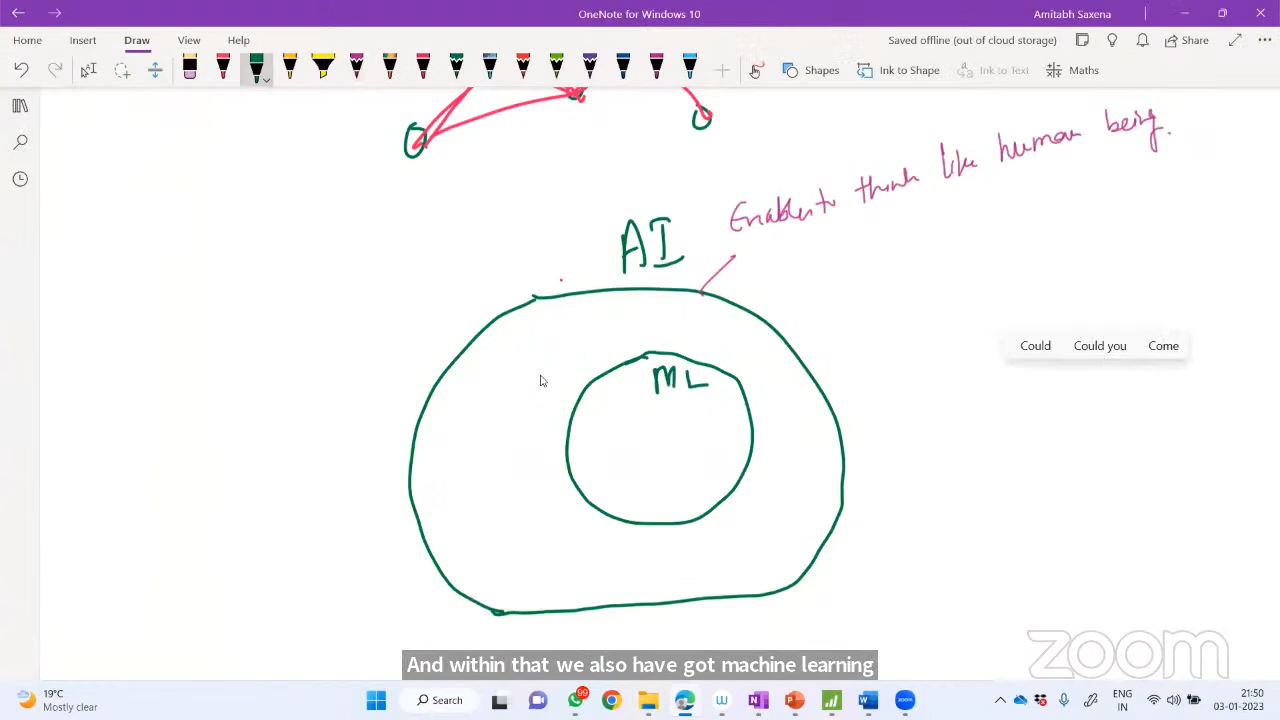 OneNote for Windows 10
Amitabh Saxena
Home Insert Draw View Help
Saved offline (out of cloud storage)
Share
Shapes
Ink to Shape
Ink to Text
Maths
Enables to think like human being.
AI
ML
Could Could you Come
And within that we also have got machine learning
zoom
19°C
Mostly clear
Search
99
W
N
P
W
zoom
ENG
IN
21:50
03-01-2023